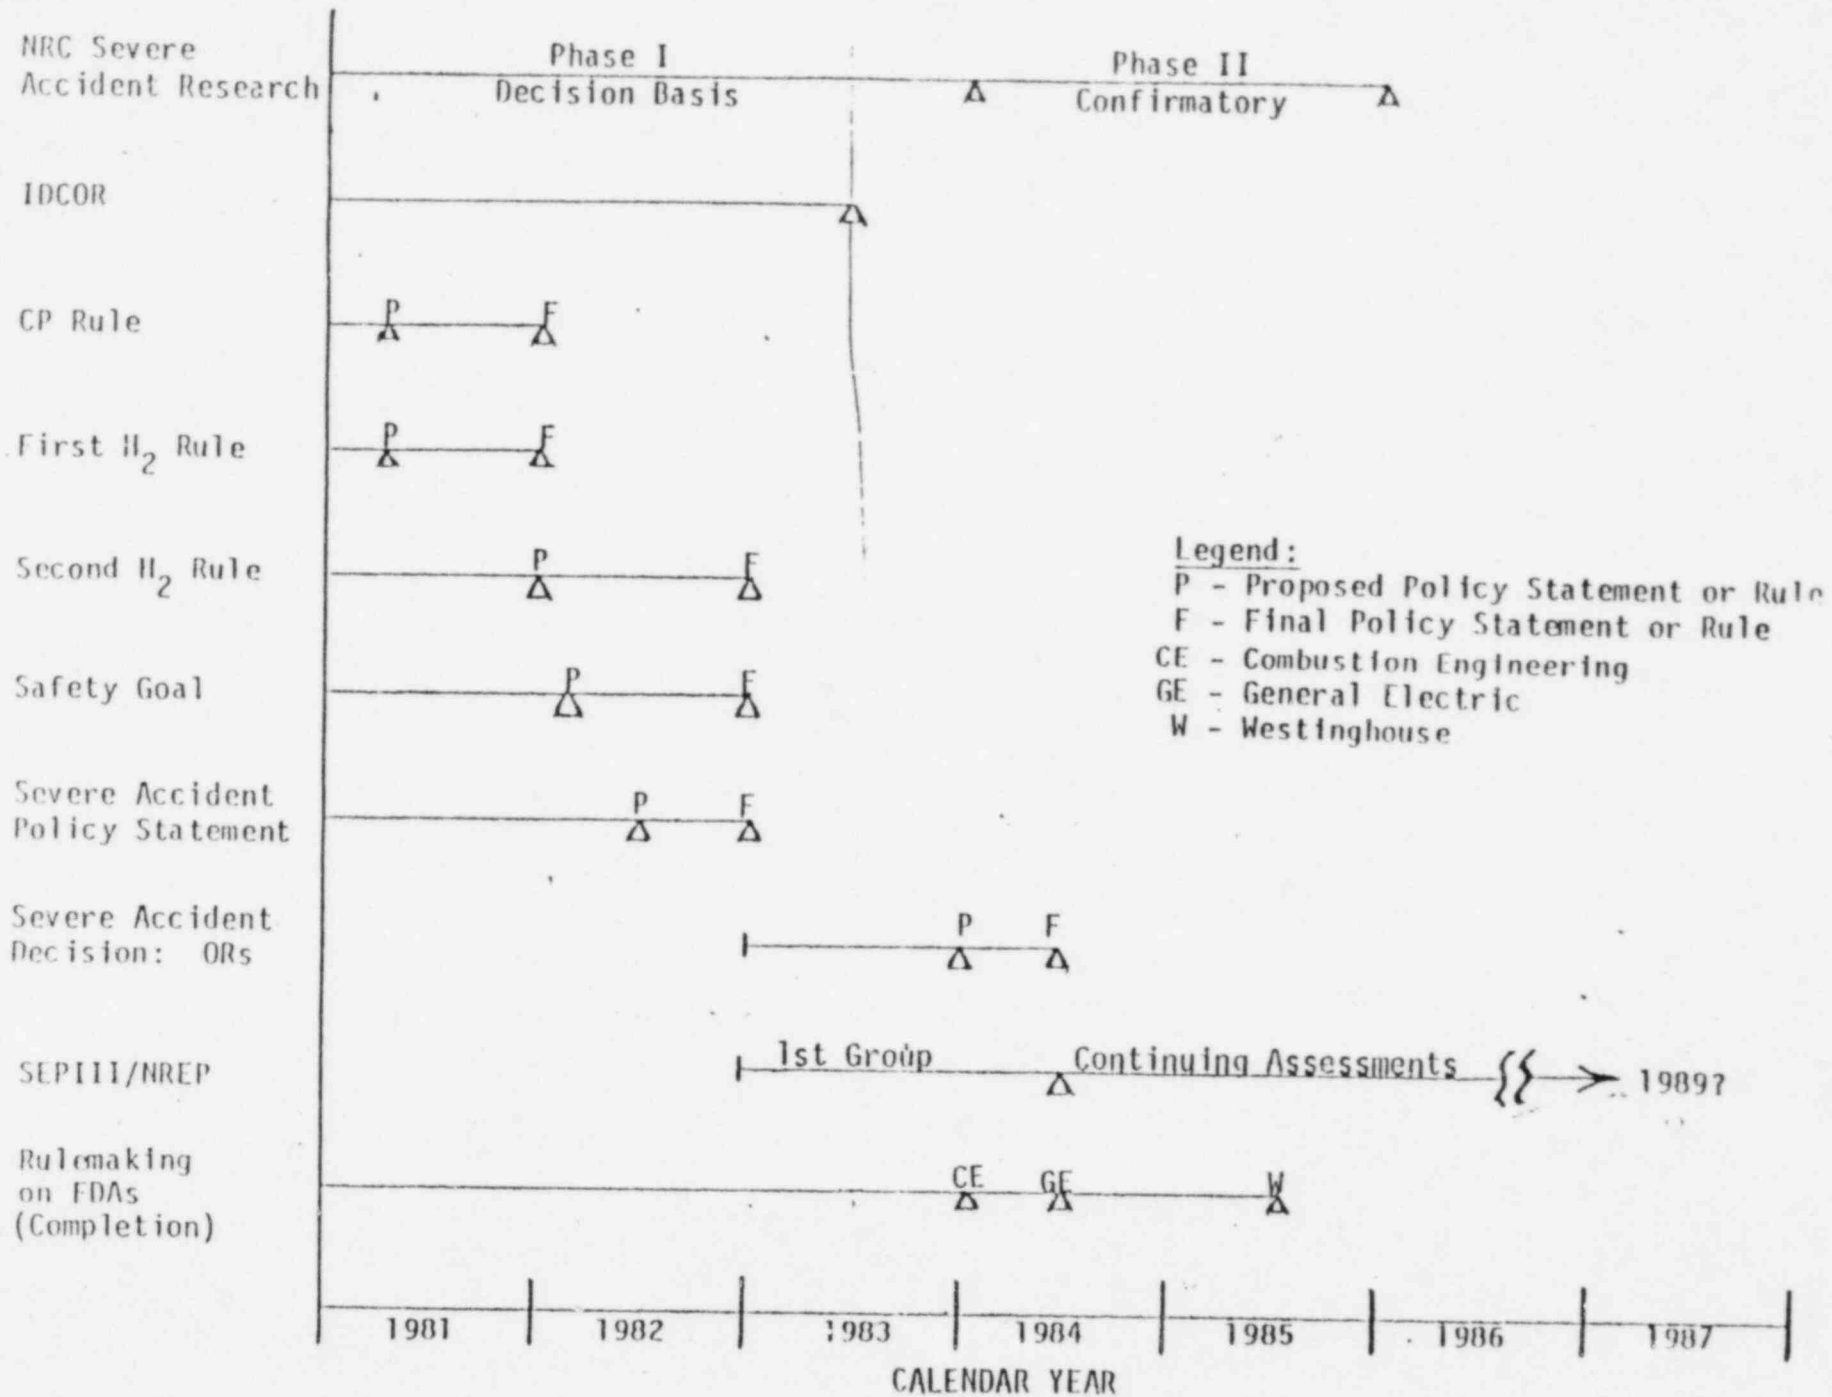 NRC Severe
Accident Research
Phase I
Decision Basis
Phase II
Confirmatory
IDCOR
CP Rule
P
F
First H2 Rule
P
F
Second H2 Rule
P
F
Safety Goal
P
F
Severe Accident
Policy Statement
P
F
Severe Accident
Decision: ORs
P
F
SEPIII/NREP
1st Group
Continuing Assessments
1989?
Rulemaking
on FDAs
(Completion)
CE
GE
W
Legend:
P - Proposed Policy Statement or Rule
F - Final Policy Statement or Rule
CE - Combustion Engineering
GE - General Electric
W - Westinghouse
1981
1982
1983
1984
1985
1986
1987
CALENDAR YEAR